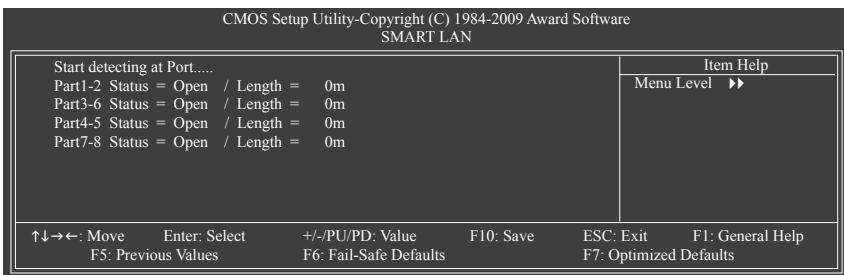 CMOS Setup Utility-Copyright (C) 1984-2009 Award Software
SMART LAN
Start detecting at Port.....
Part1-2 Status = Open / Length = 0m
Part3-6 Status = Open / Length = 0m
Part4-5 Status = Open / Length = 0m
Part7-8 Status = Open / Length = 0m
Item Help
Menu Level ▶▶
↑↓→←: Move Enter: Select +/-/PU/PD: Value F10: Save ESC: Exit F1: General Help
F5: Previous Values F6: Fail-Safe Defaults F7: Optimized Defaults